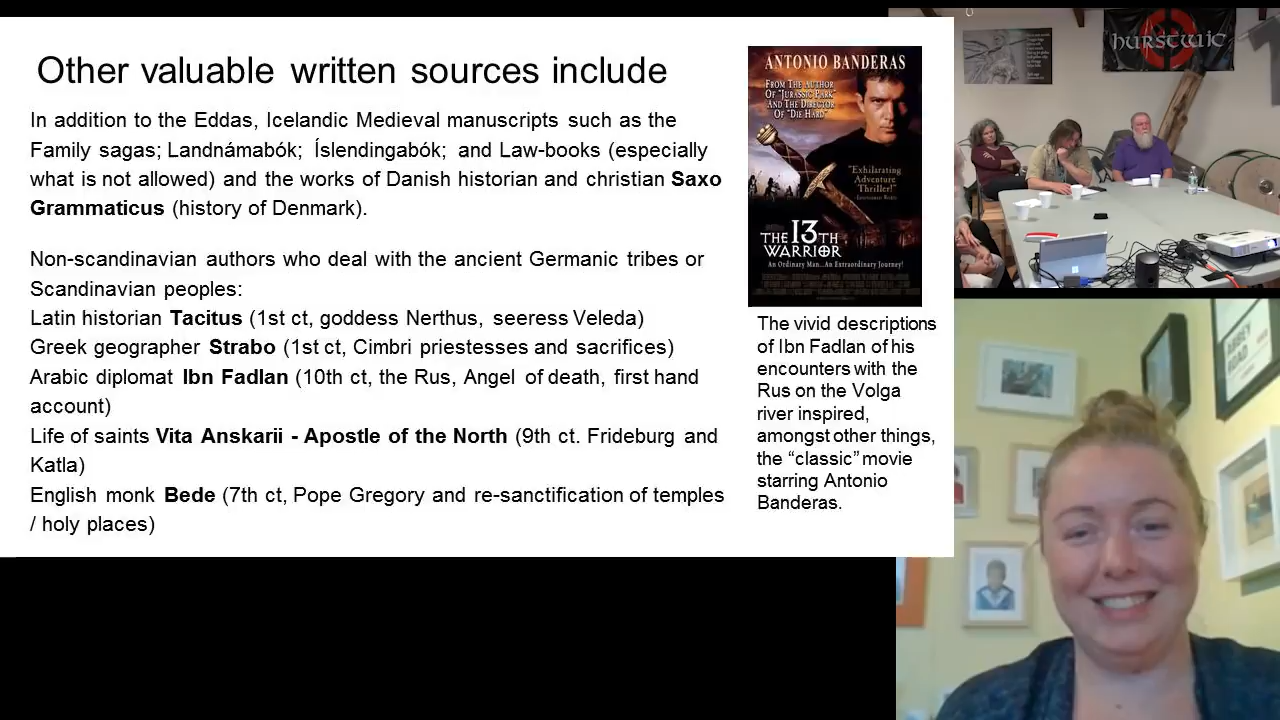 Other valuable written sources include
In addition to the Eddas, Icelandic Medieval manuscripts such as the
Family sagas; Landnámabók; Íslendingabók; and Law-books (especially
what is not allowed) and the works of Danish historian and christian Saxo
Grammaticus (history of Denmark).
Non-scandinavian authors who deal with the ancient Germanic tribes or
Scandinavian peoples:
Latin historian Tacitus (1st ct, goddess Nerthus, seeress Veleda)
Greek geographer Strabo (1st ct, Cimbri priestesses and sacrifices)
Arabic diplomat Ibn Fadlan (10th ct, the Rus, Angel of death, first hand
account)
Life of saints Vita Anskarii - Apostle of the North (9th ct. Frideburg and
Katla)
English monk Bede (7th ct, Pope Gregory and re-sanctification of temples
/ holy places)
ANTONIO BANDERAS
FROM THE AUTHOR
OF "JURASSIC PARK"
AND THE DIRECTOR
OF "DIE HARD"
"Exhilarating
Adventure
Thriller!"
THE 13TH
WARRIOR
An Ordinary Man...An Extraordinary Journey!
The vivid descriptions
of Ibn Fadlan of his
encounters with the
Rus on the Volga
river inspired,
amongst other things,
the “classic” movie
starring Antonio
Banderas.
hurstwic
ABBEY
ROAD